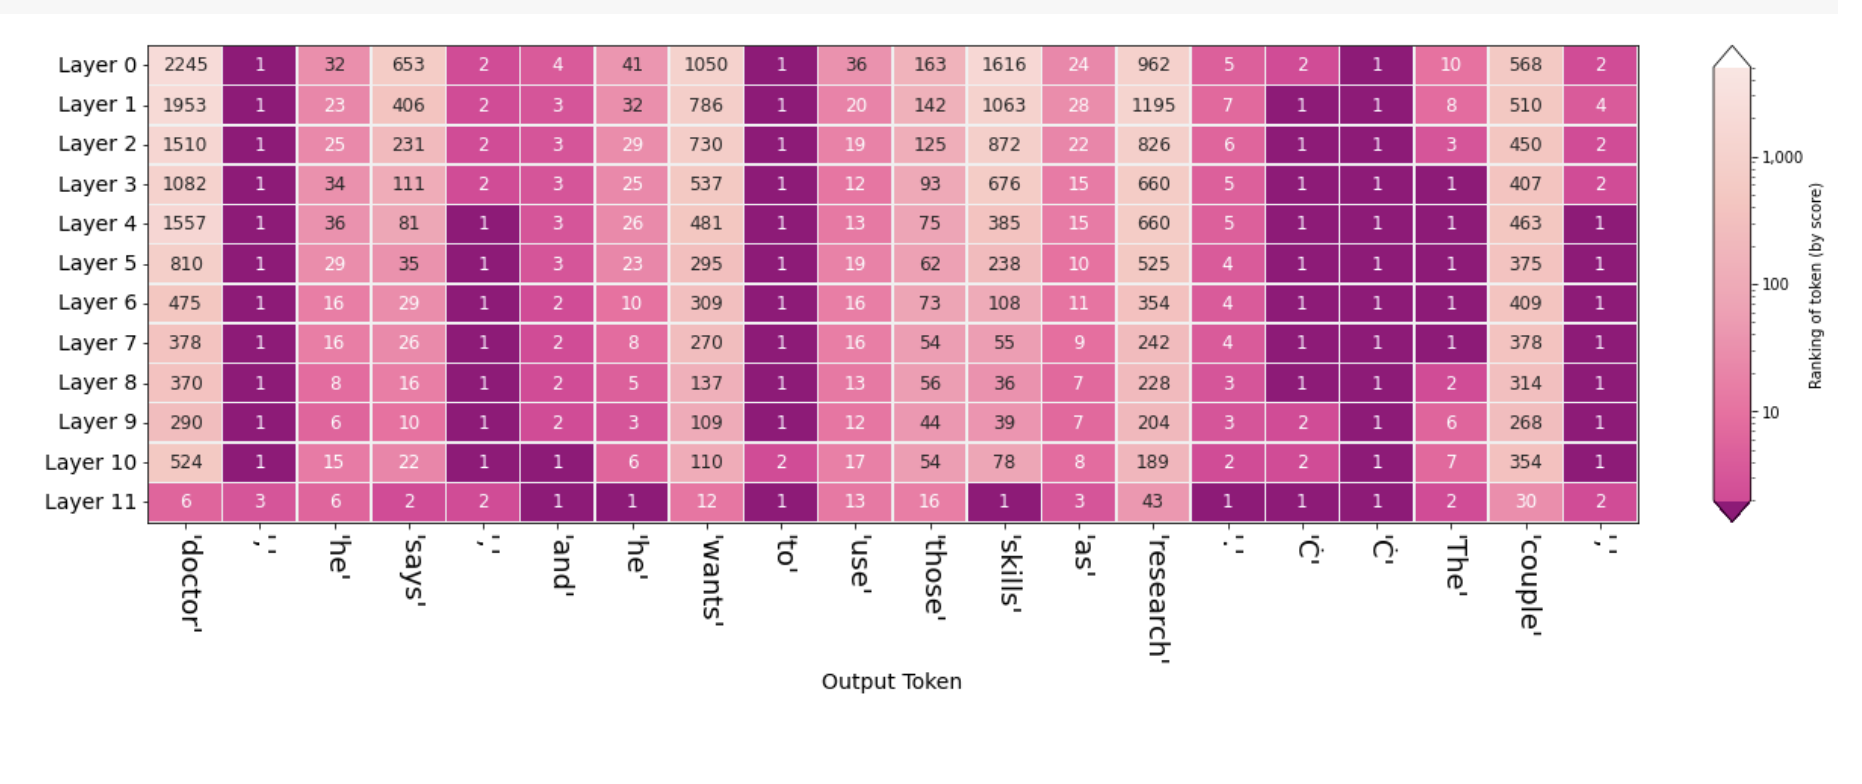 Layer 0 2245 1 32 653 2 4 41 1050 1 36 163 1616 24 962 5 2 1 10 568 2
Layer 1 1953 1 23 406 2 3 32 786 1 20 142 1063 28 1195 7 1 1 8 510 4
Layer 2 1510 1 25 231 2 3 29 730 1 19 125 872 22 826 6 1 1 3 450 2
Layer 3 1082 1 34 111 2 3 25 537 1 12 93 676 15 660 5 1 1 1 407 2
Layer 4 1557 1 36 81 1 3 26 481 1 13 75 385 15 660 5 1 1 1 463 1
Layer 5 810 1 29 35 1 3 23 295 1 19 62 238 10 525 4 1 1 1 375 1
Layer 6 475 1 16 29 1 2 10 309 1 16 73 108 11 354 4 1 1 1 409 1
Layer 7 378 1 16 26 1 2 8 270 1 16 54 55 9 242 4 1 1 1 378 1
Layer 8 370 1 8 16 1 2 5 137 1 13 56 36 7 228 3 1 1 2 314 1
Layer 9 290 1 6 10 1 2 3 109 1 12 44 39 7 204 3 2 1 6 268 1
Layer 10 524 1 15 22 1 1 6 110 2 17 54 78 8 189 2 2 1 7 354 1
Layer 11 6 3 6 2 2 1 1 12 1 13 16 1 3 43 1 1 1 2 30 2
'doctor' ',' 'he' 'says' ',' 'and' 'he' 'wants' 'to' 'use' 'those' 'skills' 'as' 'research' '.' 'Ċ' 'Ċ' 'The' 'couple' ','
Output Token
1,000
100
10
Ranking of token (by score)